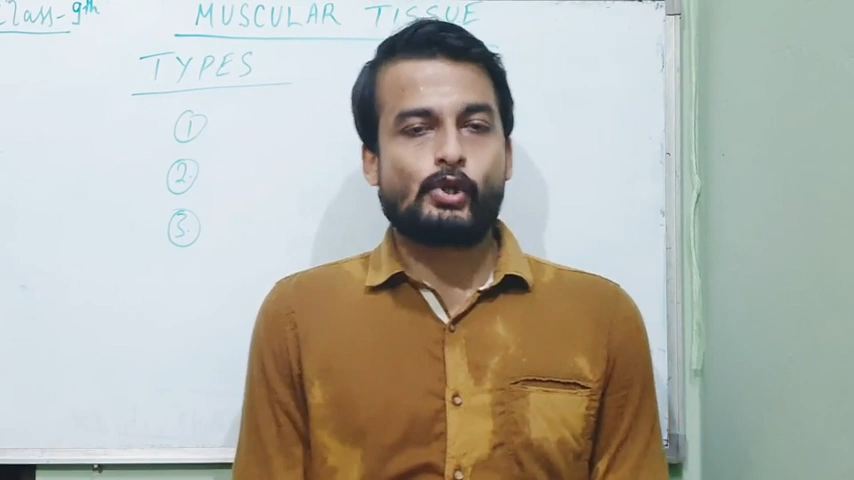 Class-9th
MUSCULAR TISSUE
TYPES
1
2.
3.